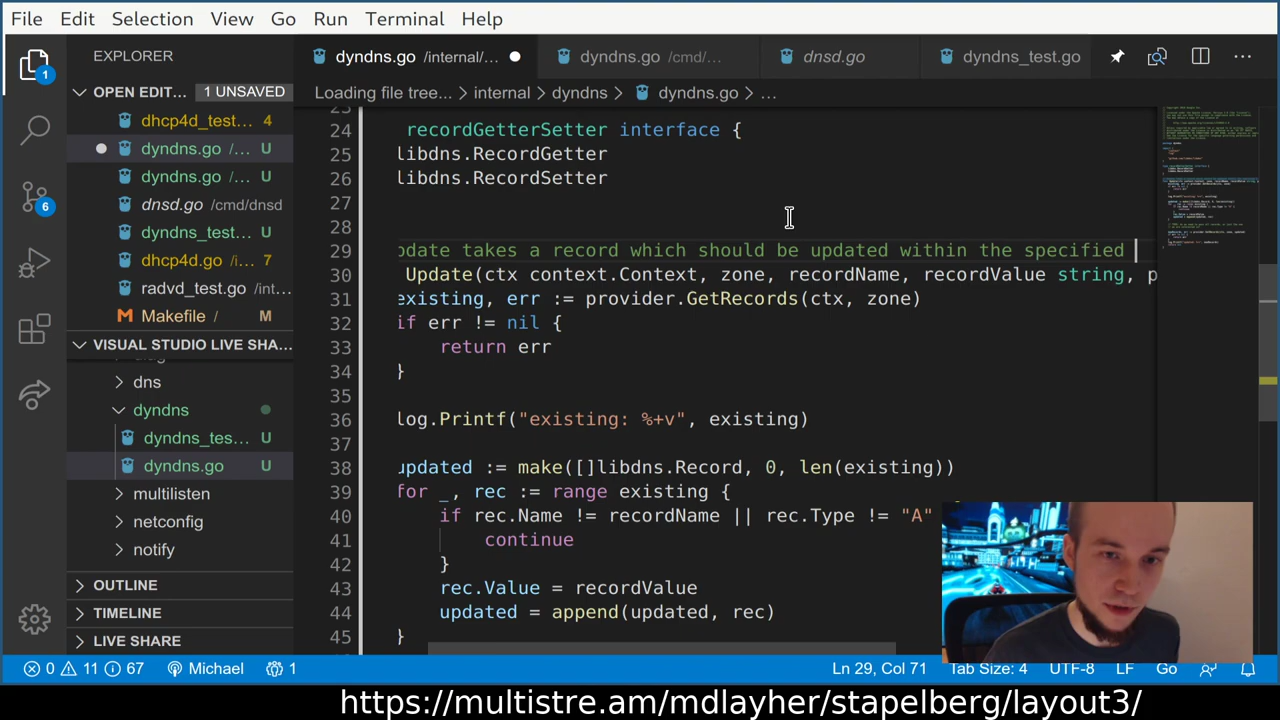 File Edit Selection View Go Run Terminal Help
EXPLORER
dyndns.go /internal/...
dyndns.go /cmd/...
dnsd.go
dyndns_test.go
1
OPEN EDIT... 1 UNSAVED
Loading file tree... > internal > dyndns > dyndns.go > ...
dhcp4d_test... 4
dyndns.go /... U
dyndns.go /... U
dnsd.go /cmd/dnsd
dyndns_test... U
dhcp4d.go /i... 7
radvd_test.go /int...
Makefile / M
6
VISUAL STUDIO LIVE SHA...
dns
dyndns
dyndns_tes... U
dyndns.go U
multilisten
netconfig
notify
OUTLINE
TIMELINE
LIVE SHARE
24 recordGetterSetter interface {
25 libdns.RecordGetter
26 libdns.RecordSetter
27
28
29 pdate takes a record which should be updated within the specified
30 Update(ctx context.Context, zone, recordName, recordValue string, p
31 existing, err := provider.GetRecords(ctx, zone)
32 if err != nil {
33 return err
34 }
35
36 log.Printf("existing: %+v", existing)
37
38 updated := make([]libdns.Record, 0, len(existing))
39 for _, rec := range existing {
40 if rec.Name != recordName || rec.Type != "A"
41 continue
42 }
43 rec.Value = recordValue
44 updated = append(updated, rec)
45 }
0 11 67 Michael 1
Ln 29, Col 71 Tab Size: 4 UTF-8 LF Go
https://multistre.am/mdlayher/stapelberg/layout3/